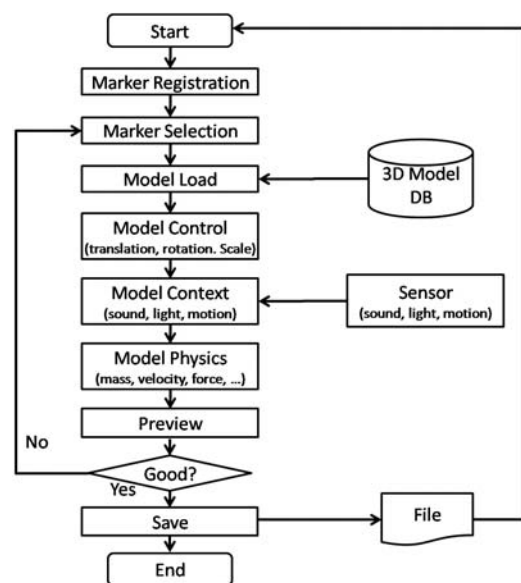 Start
Marker Registration
Marker Selection
Model Load
3D Model
DB
Model Control
(translation, rotation. Scale)
Model Context
(sound, light, motion)
Sensor
(sound, light, motion)
Model Physics
(mass, velocity, force, ...)
Preview
No
Good?
Yes
Save
File
End